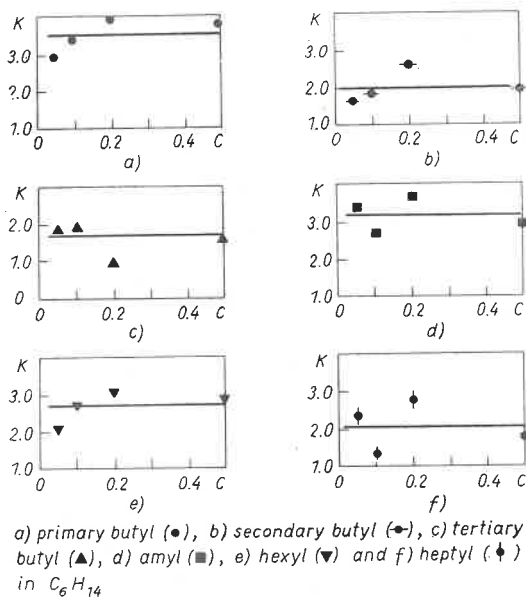 K
3.0
2.0
1.0
0 0.2 0.4 C
a)
K
3.0
2.0
1.0
0 0.2 0.4 C
b)
K
2.0
1.0
0
0 0.2 0.4 C
c)
K
3.0
2.0
1.0
0 0.2 0.4 C
d)
K
3.0
2.0
1.0
0 0.2 0.4 C
e)
K
3.0
2.0
1.0
0 0.2 0.4 C
f)
a) primary butyl (●), b) secondary butyl (●), c) tertiary
butyl (▲), d) amyl (■), e) hexyl (▼) and f) heptyl (●)
in C6H14